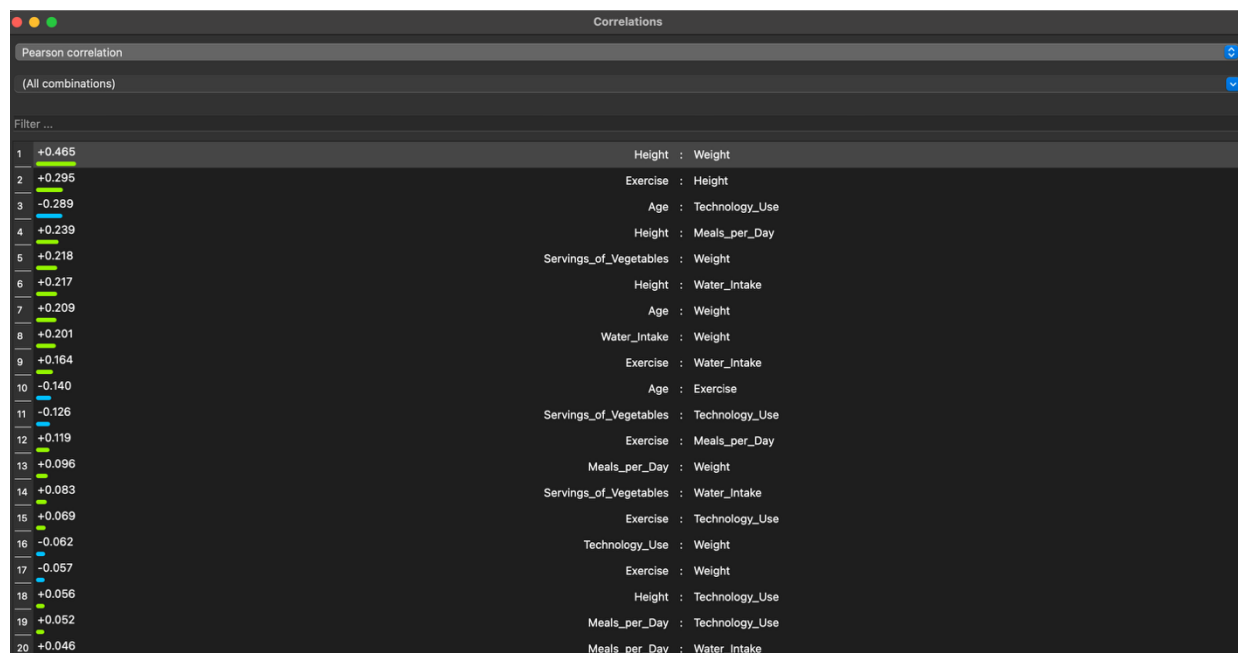 Correlations
Pearson correlation
(All combinations)
Filter ...
1 +0.465 Height : Weight
2 +0.295 Exercise : Height
3 -0.289 Age : Technology_Use
4 +0.239 Height : Meals_per_Day
5 +0.218 Servings_of_Vegetables : Weight
6 +0.217 Height : Water_Intake
7 +0.209 Age : Weight
8 +0.201 Water_Intake : Weight
9 +0.164 Exercise : Water_Intake
10 -0.140 Age : Exercise
11 -0.126 Servings_of_Vegetables : Technology_Use
12 +0.119 Exercise : Meals_per_Day
13 +0.096 Meals_per_Day : Weight
14 +0.083 Servings_of_Vegetables : Water_Intake
15 +0.069 Exercise : Technology_Use
16 -0.062 Technology_Use : Weight
17 -0.057 Exercise : Weight
18 +0.056 Height : Technology_Use
19 +0.052 Meals_per_Day : Technology_Use
20 +0.046 Meals_per_Day : Water_Intake